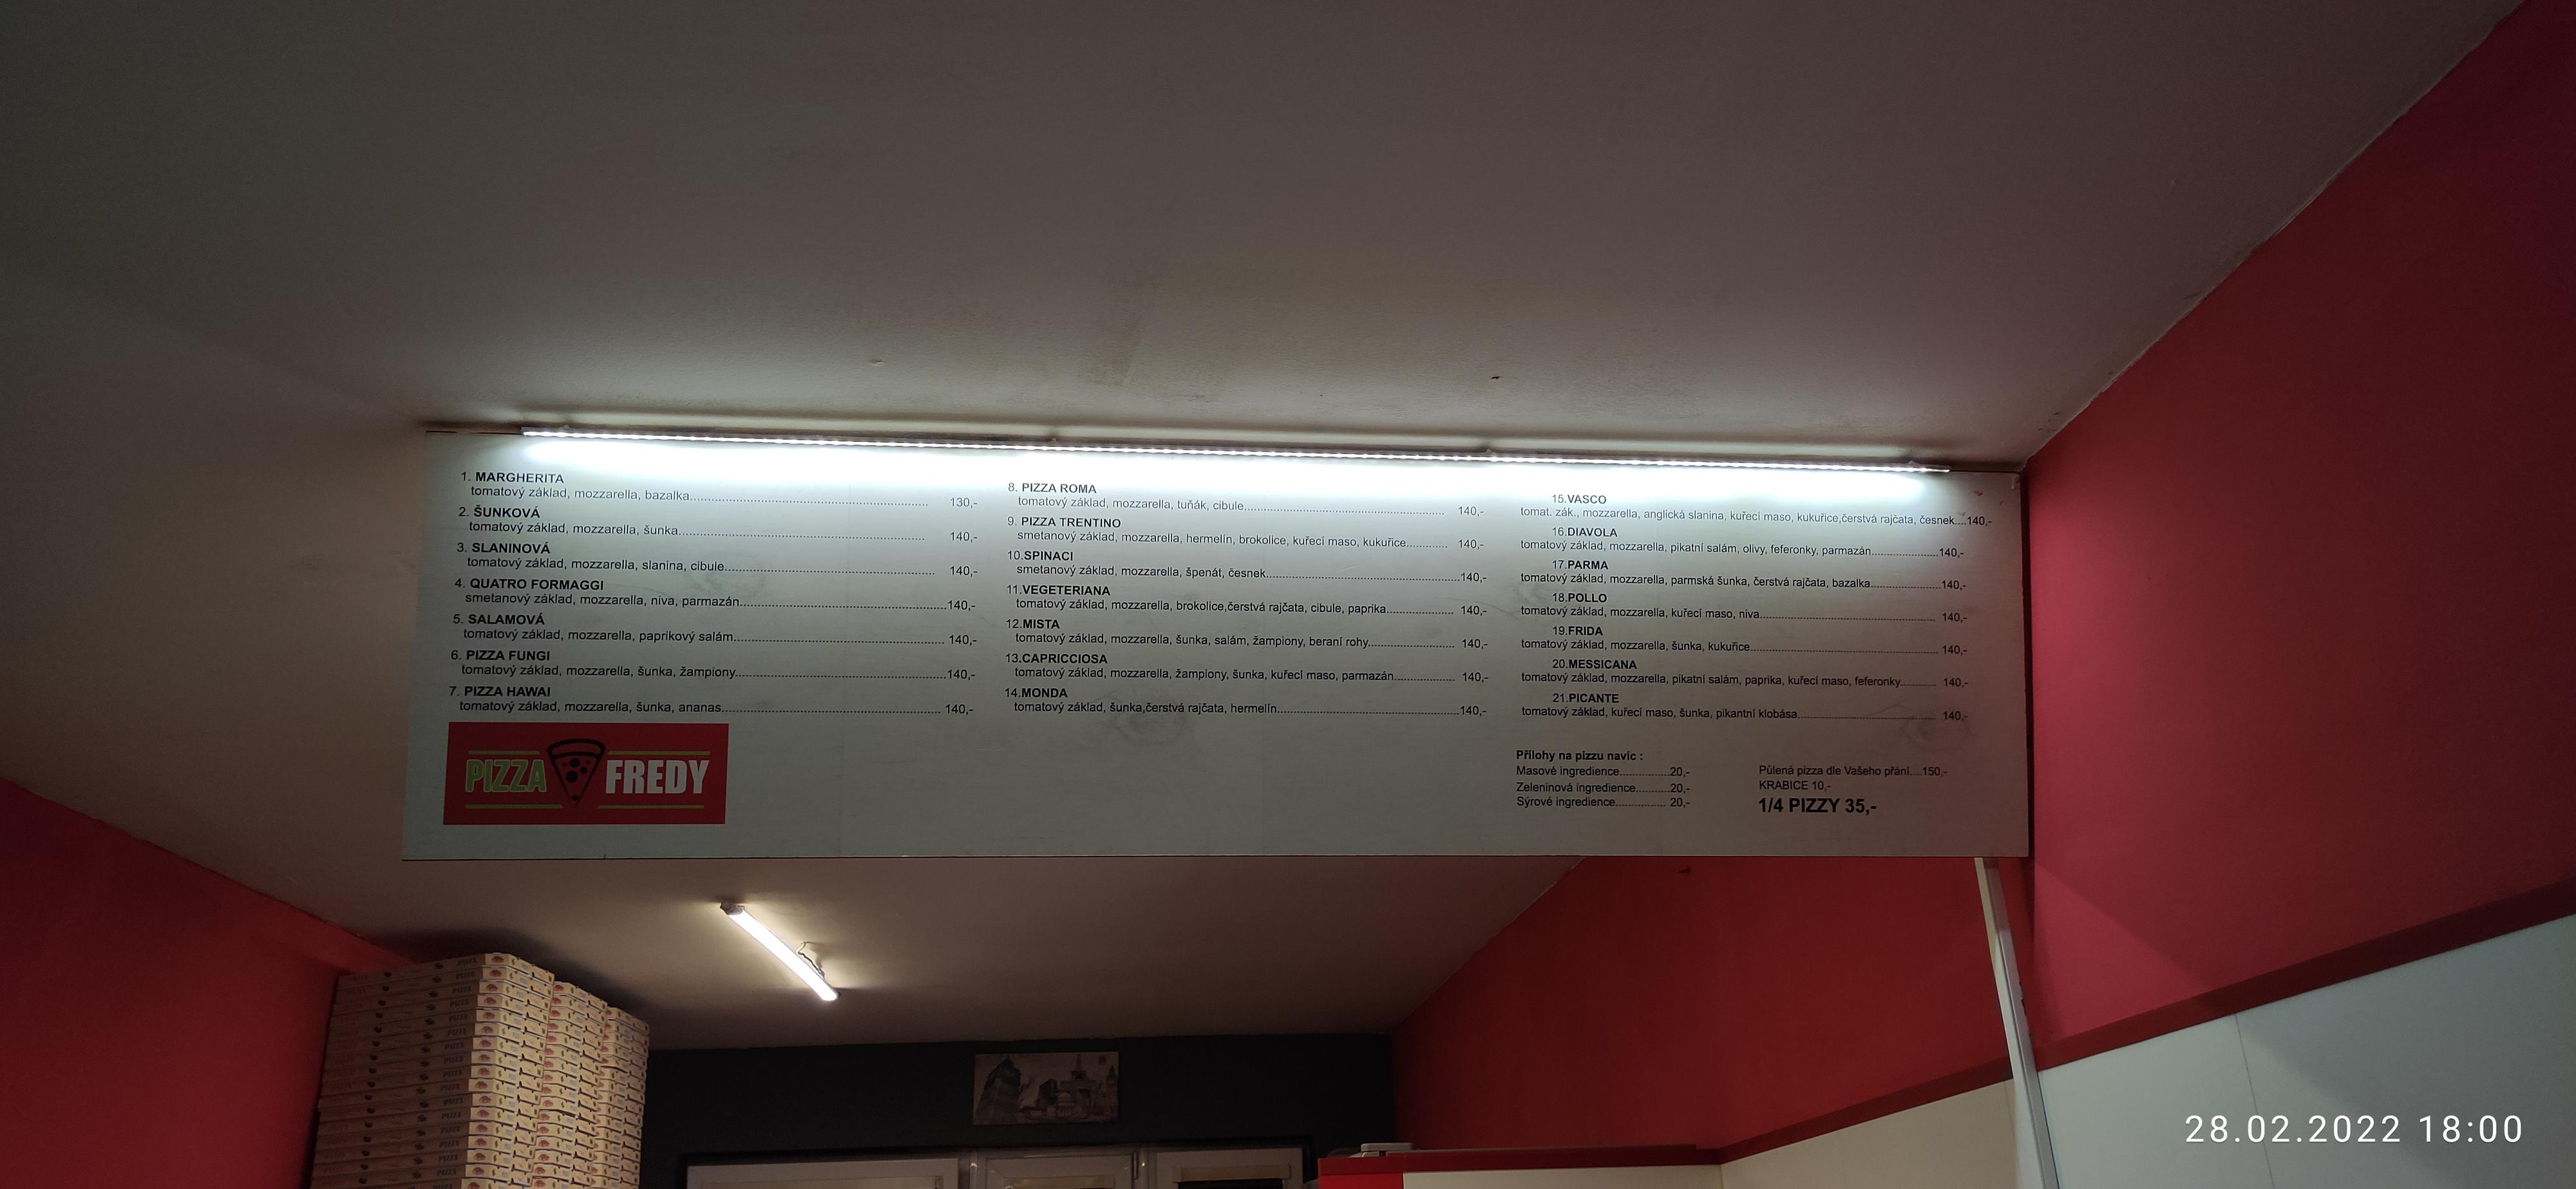 1. MARGHERITA
tomatový základ, mozzarella, bazalka........ 130,-
2. ŠUNKOVÁ
tomatový základ, mozzarella, šunka........ 140,-
3. SLANINOVÁ
tomatový základ, mozzarella, slanina, cibule........ 140,-
4. QUATRO FORMAGGI
smetanový základ, mozzarella, niva, parmazán........140,-
5. SALAMOVÁ
tomatový základ, mozzarella, paprikový salám........ 140,-
6. PIZZA FUNGI
tomatový základ, mozzarella, šunka, žampiony........140,-
7. PIZZA HAWAI
tomatový základ, mozzarella, šunka, ananas........ 140,-
PIZZA FREDY
8. PIZZA ROMA
tomatový základ, mozzarella, tuňák, cibule........ 140,-
9. PIZZA TRENTINO
smetanový základ, mozzarella, hermelín, brokolice, kuřecí maso, kukuřice........ 140,-
10.SPINACI
smetanový základ, mozzarella, špenát, česnek........140,-
11.VEGETERIANA
tomatový základ, mozzarella, brokolice,čerstvá rajčata, cibule, paprika........ 140,-
12.MISTA
tomatový základ, mozzarella, šunka, salám, žampiony, beraní rohy........ 140,-
13.CAPRICCIOSA
tomatový základ, mozzarella, žampiony, šunka, kuřecí maso, parmazán........ 140,-
14.MONDA
tomatový základ, šunka,čerstvá rajčata, hermelín........140,-
15.VASCO
tomat. zák., mozzarella, anglická slanina, kuřecí maso, kukuřice,čerstvá rajčata, česnek....140,-
16.DIAVOLA
tomatový základ, mozzarella, pikatní salám, olivy, feferonky, parmazán........140,-
17.PARMA
tomatový základ, mozzarella, parmská šunka, čerstvá rajčata, bazalka........140,-
18.POLLO
tomatový základ, mozzarella, kuřecí maso, niva........ 140,-
19.FRIDA
tomatový základ, mozzarella, šunka, kukuřice........ 140,-
20.MESSICANA
tomatový základ, mozzarella, pikatní salám, paprika, kuřecí maso, feferonky........ 140,-
21.PICANTE
tomatový základ, kuřecí maso, šunka, pikantní klobása........ 140,-
Přílohy na pizzu navíc :
Masové ingredience........20,-
Zeleninová ingredience........20,-
Sýrové ingredience........ 20,-
Půlená pizza dle Vašeho přání....150,-
KRABICE 10,-
1/4 PIZZY 35,-
28.02.2022 18:00